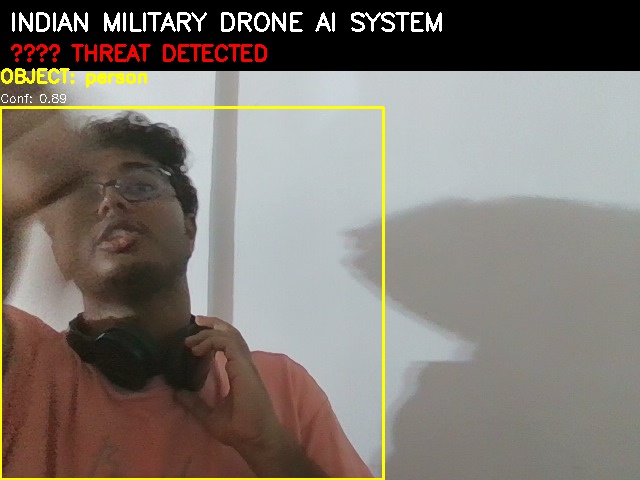 INDIAN MILITARY DRONE AI SYSTEM
???? THREAT DETECTED
OBJECT: person
Conf: 0.89